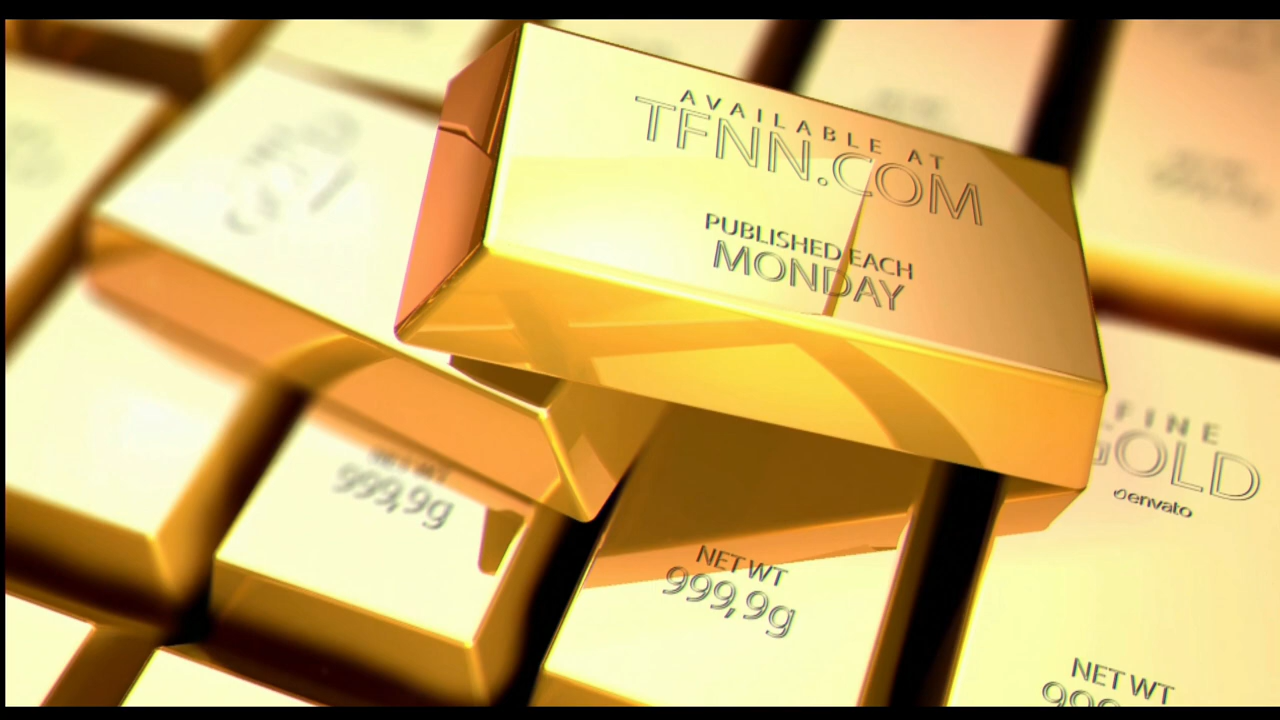 AVAILABLE AT
TFNN.COM
PUBLISHED EACH
MONDAY
FINE
GOLD
envato
NET WT
999,9g
999,9g
NET WT